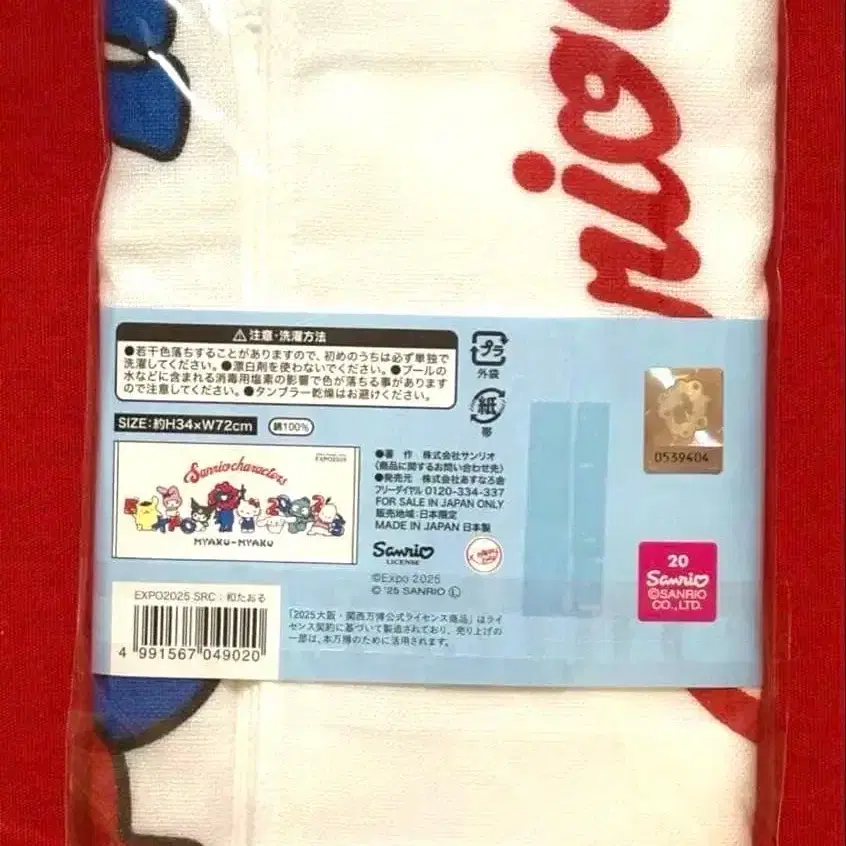 nio
⚠注意・洗濯方法
●若干色落ちすることがありますので、初めのうちは必ず単独で
洗濯してください。●漂白剤を使わないでください。●プールの
水などに含まれる消毒用塩素の影響で色が落ちる事があります
ので注意してください。●タンブラー乾燥はお避けください。
SIZE：約H34×W72cm
綿100%
プラ
外袋
紙
帯
Sanrio characters
EXPO2025
EXPO
2025
MYAKU-MYAKU
●著　作　株式会社サンリオ
〈商品に関するお問い合わせ先〉
●発売元　株式会社あすなろ舎
フリーダイヤル 0120-334-337
FOR SALE IN JAPAN ONLY
販売地域：日本限定
MADE IN JAPAN 日本製
Sanrio
LICENSE
©Expo 2025
© '25 SANRIO Ⓛ
EXPO2025 SRC：和たおる
4 991567 049020
「2025大阪・関西万博公式ライセンス商品」はライ
センス契約に基づいて製造されており、売り上げの
一部は、本万博のために活用されます。
0539404
20
Sanrio
©SANRIO
CO.,LTD.